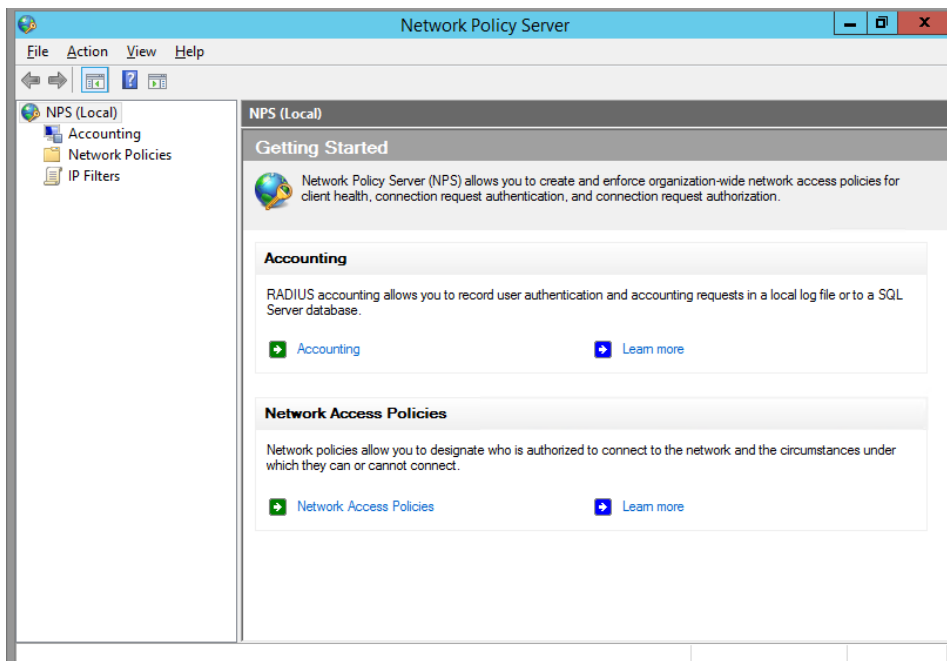 Network Policy Server
File Action View Help
NPS (Local)
Accounting
Network Policies
IP Filters
NPS (Local)
Getting Started
Network Policy Server (NPS) allows you to create and enforce organization-wide network access policies for
client health, connection request authentication, and connection request authorization.
Accounting
RADIUS accounting allows you to record user authentication and accounting requests in a local log file or to a SQL
Server database.
Accounting Learn more
Network Access Policies
Network policies allow you to designate who is authorized to connect to the network and the circumstances under
which they can or cannot connect.
Network Access Policies Learn more